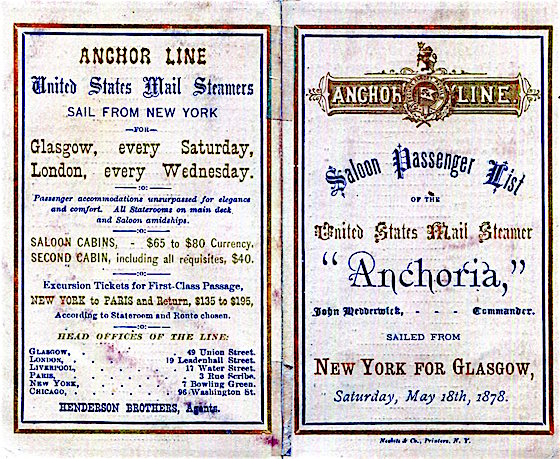 ANCHOR LINE
United States Mail Steamers
SAIL FROM NEW YORK
—FOR—
Glasgow, every Saturday,
London, every Wednesday.
—:o:—
Passenger accommodations unsurpassed for elegance
and comfort. All Staterooms on main deck
and Saloon amidships.
—:o:—
SALOON CABINS, - $65 to $80 Currency.
SECOND CABIN, including all requisites, $40.
—:o:—
Excursion Tickets for First-Class Passage,
NEW YORK to PARIS and Return, $135 to $195,
According to Stateroom and Route chosen.
—:o:—
HEAD OFFICES OF THE LINE:
GLASGOW, . . . . . 49 Union Street.
LONDON, . . . . 19 Leadenhall Street.
LIVERPOOL, . . . . . 17 Water Street.
PARIS, . . . . . . . 3 Rue Scribe.
NEW YORK, . . . . 7 Bowling Green.
CHICAGO, . . . . . 96 Washington St.
HENDERSON BROTHERS, Agents.
ANCHOR LINE.
Saloon Passenger List
OF THE
United States Mail Steamer
"Anchoria,"
John Hedderwick, - - - Commander.
SAILED FROM
NEW YORK FOR GLASGOW,
Saturday, May 18th, 1878.
Nesbitt & Co., Printers, N. Y.